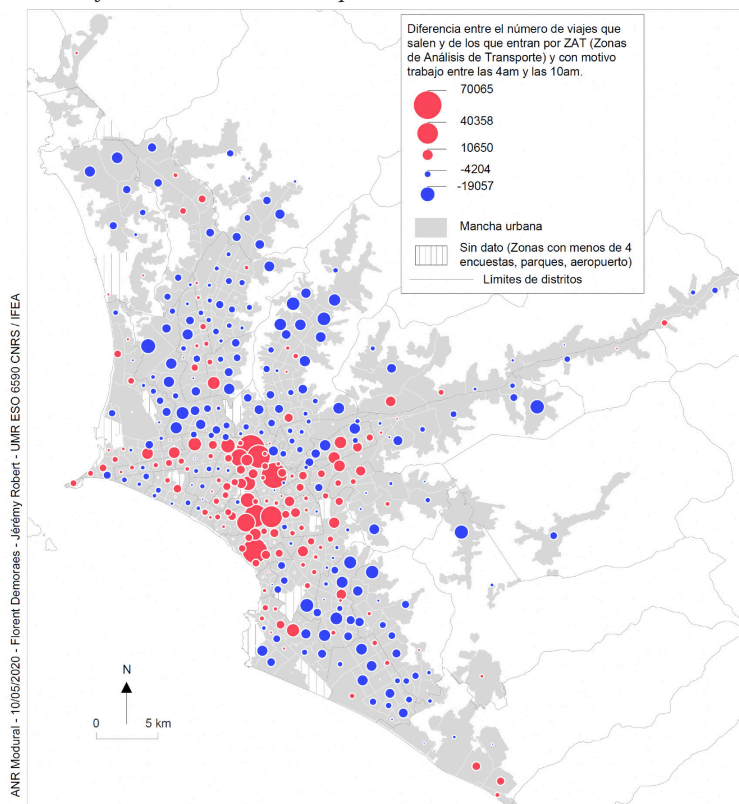 Diferencia entre el número de viajes que
salen y de los que entran por ZAT (Zonas
de Análisis de Transporte) y con motivo
trabajo entre las 4am y las 10am.
70065
40358
10650
-4204
-19057
Mancha urbana
Sin dato (Zonas con menos de 4
encuestas, parques, aeropuerto)
Límites de distritos
N
0 5 km
ANR Modural - 10/05/2020 - Florent Demoraes - Jérémy Robert - UMR ESO 6590 CNRS / IFEA